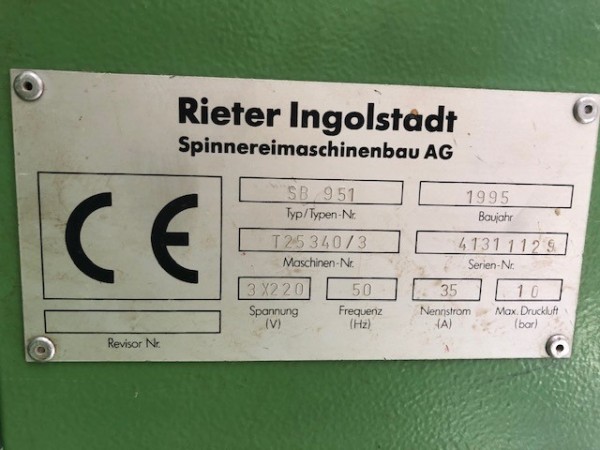 Rieter Ingolstadt
Spinnereimaschinenbau AG
CE
SB 951 1995
Typ/Typen-Nr. Baujahr
T25340/3 41311129
Maschinen-Nr. Serien-Nr.
3X220 50 35 10
Spannung Frequenz Nennstrom Max. Druckluft
(V) (Hz) (A) (bar)
Revisor Nr.